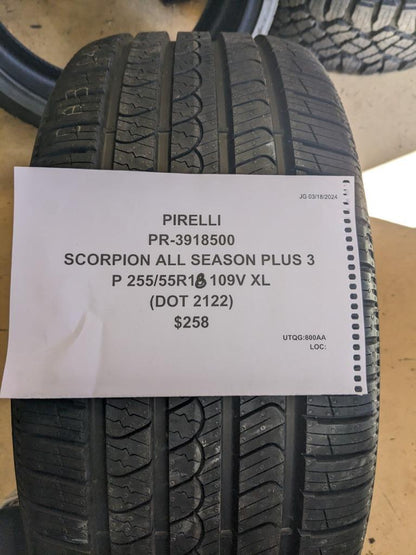 JG 03/18/2024
PIRELLI
PR-3918500
SCORPION ALL SEASON PLUS 3
P 255/55R18 109V XL
(DOT 2122)
$258
UTQG:800AA
LOC: